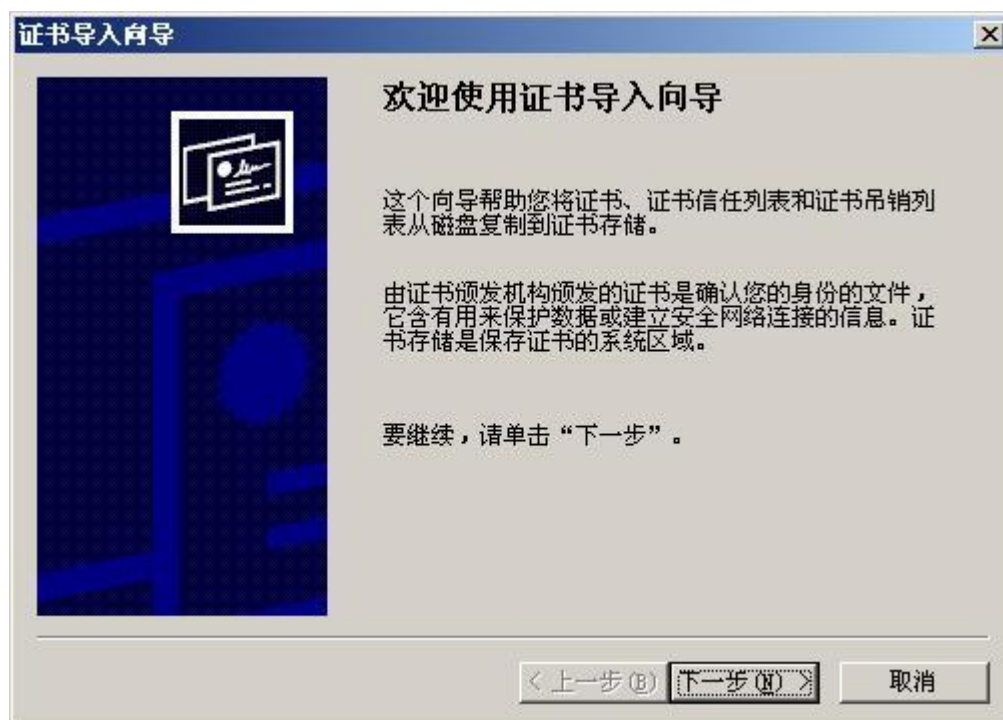 证书导入向导
欢迎使用证书导入向导
这个向导帮助您将证书、证书信任列表和证书吊销列
表从磁盘复制到证书存储。
由证书颁发机构颁发的证书是确认您的身份的文件，
它含有用来保护数据或建立安全网络连接的信息。证
书存储是保存证书的系统区域。
要继续，请单击“下一步”。
< 上一步(B) 下一步(N) > 取消